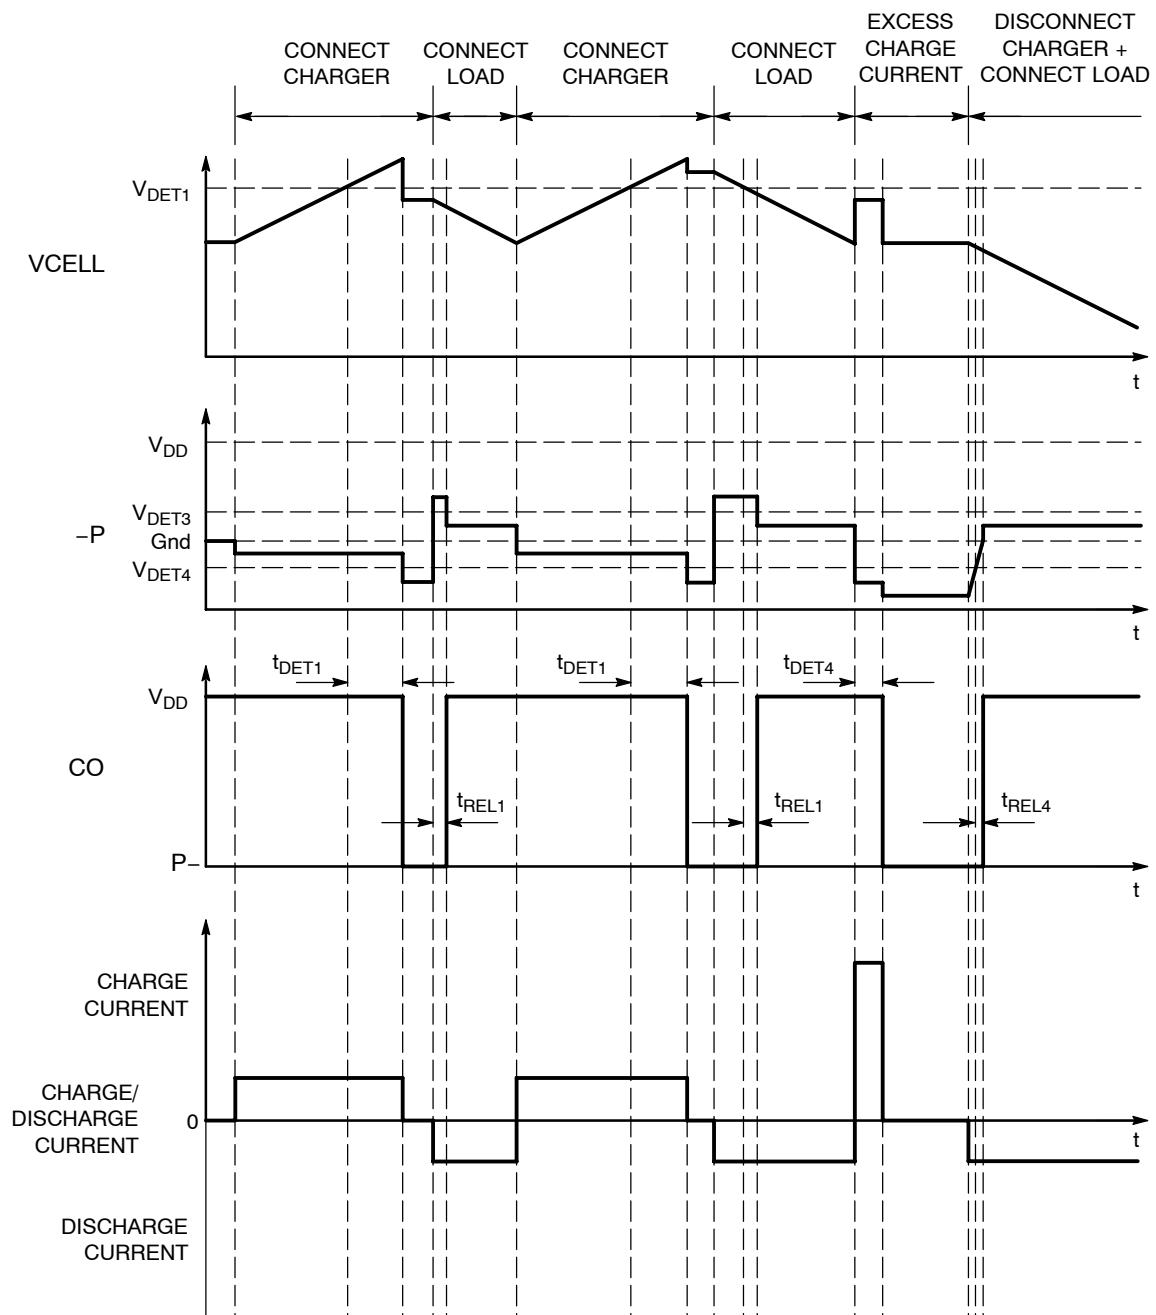 CONNECT
CHARGER
CONNECT
LOAD
CONNECT
CHARGER
CONNECT
LOAD
EXCESS
CHARGE
CURRENT
DISCONNECT
CHARGER +
CONNECT LOAD
VDET1
VCELL
t
VDD
VDET3
–P
Gnd
VDET4
t
tDET1
tDET1
tDET4
VDD
CO
tREL1
tREL1
tREL4
P–
t
CHARGE
CURRENT
CHARGE/
DISCHARGE
CURRENT
0
t
DISCHARGE
CURRENT